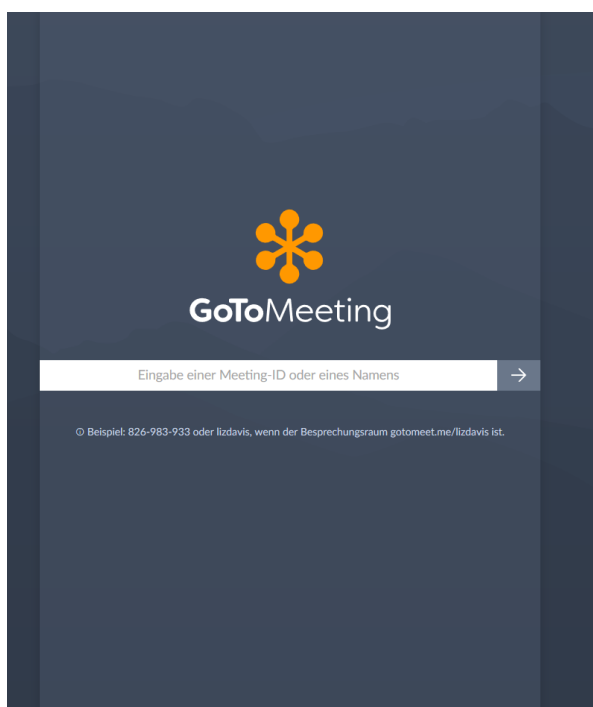 GoToMeeting
Eingabe einer Meeting-ID oder eines Namens
Beispiel: 826-983-933 oder lizdavis, wenn der Besprechungsraum gotomeet.me/lizdavis ist.